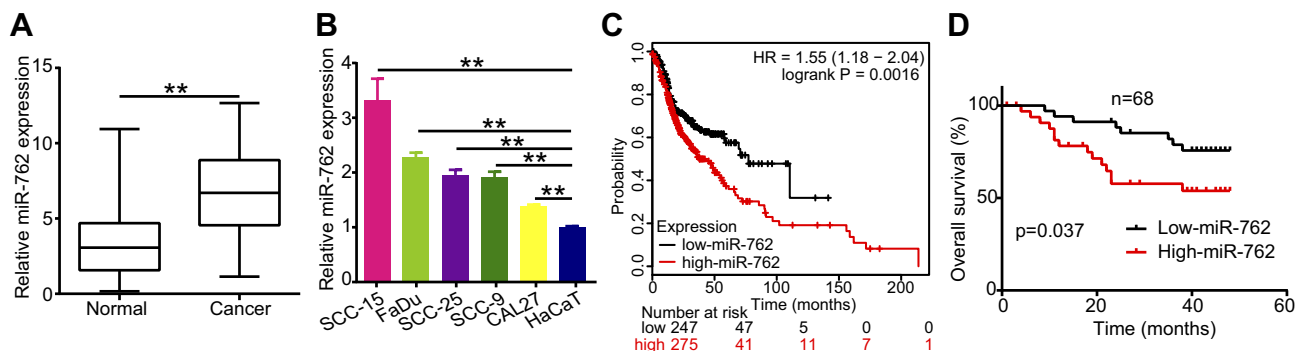 A
Relative miR-762 expression
15
10
5
0
**
Normal
Cancer
B
Relative miR-762 expression
4
3
2
1
0
**
**
**
**
**
SCC-15
FaDu
SCC-25
SCC-9
CAL27
HaCaT
C
Probability
1.0
0.8
0.6
0.4
0.2
0.0
HR = 1.55 (1.18 − 2.04)
logrank P = 0.0016
Expression
low-miR-762
high-miR-762
0 50 100 150 200
Time (months)
Number at risk
low 247 47 5 0 0
high 275 41 11 7 1
D
Overall survival (%)
100
50
0
n=68
p=0.037
Low-miR-762
High-miR-762
0 20 40 60
Time (months)